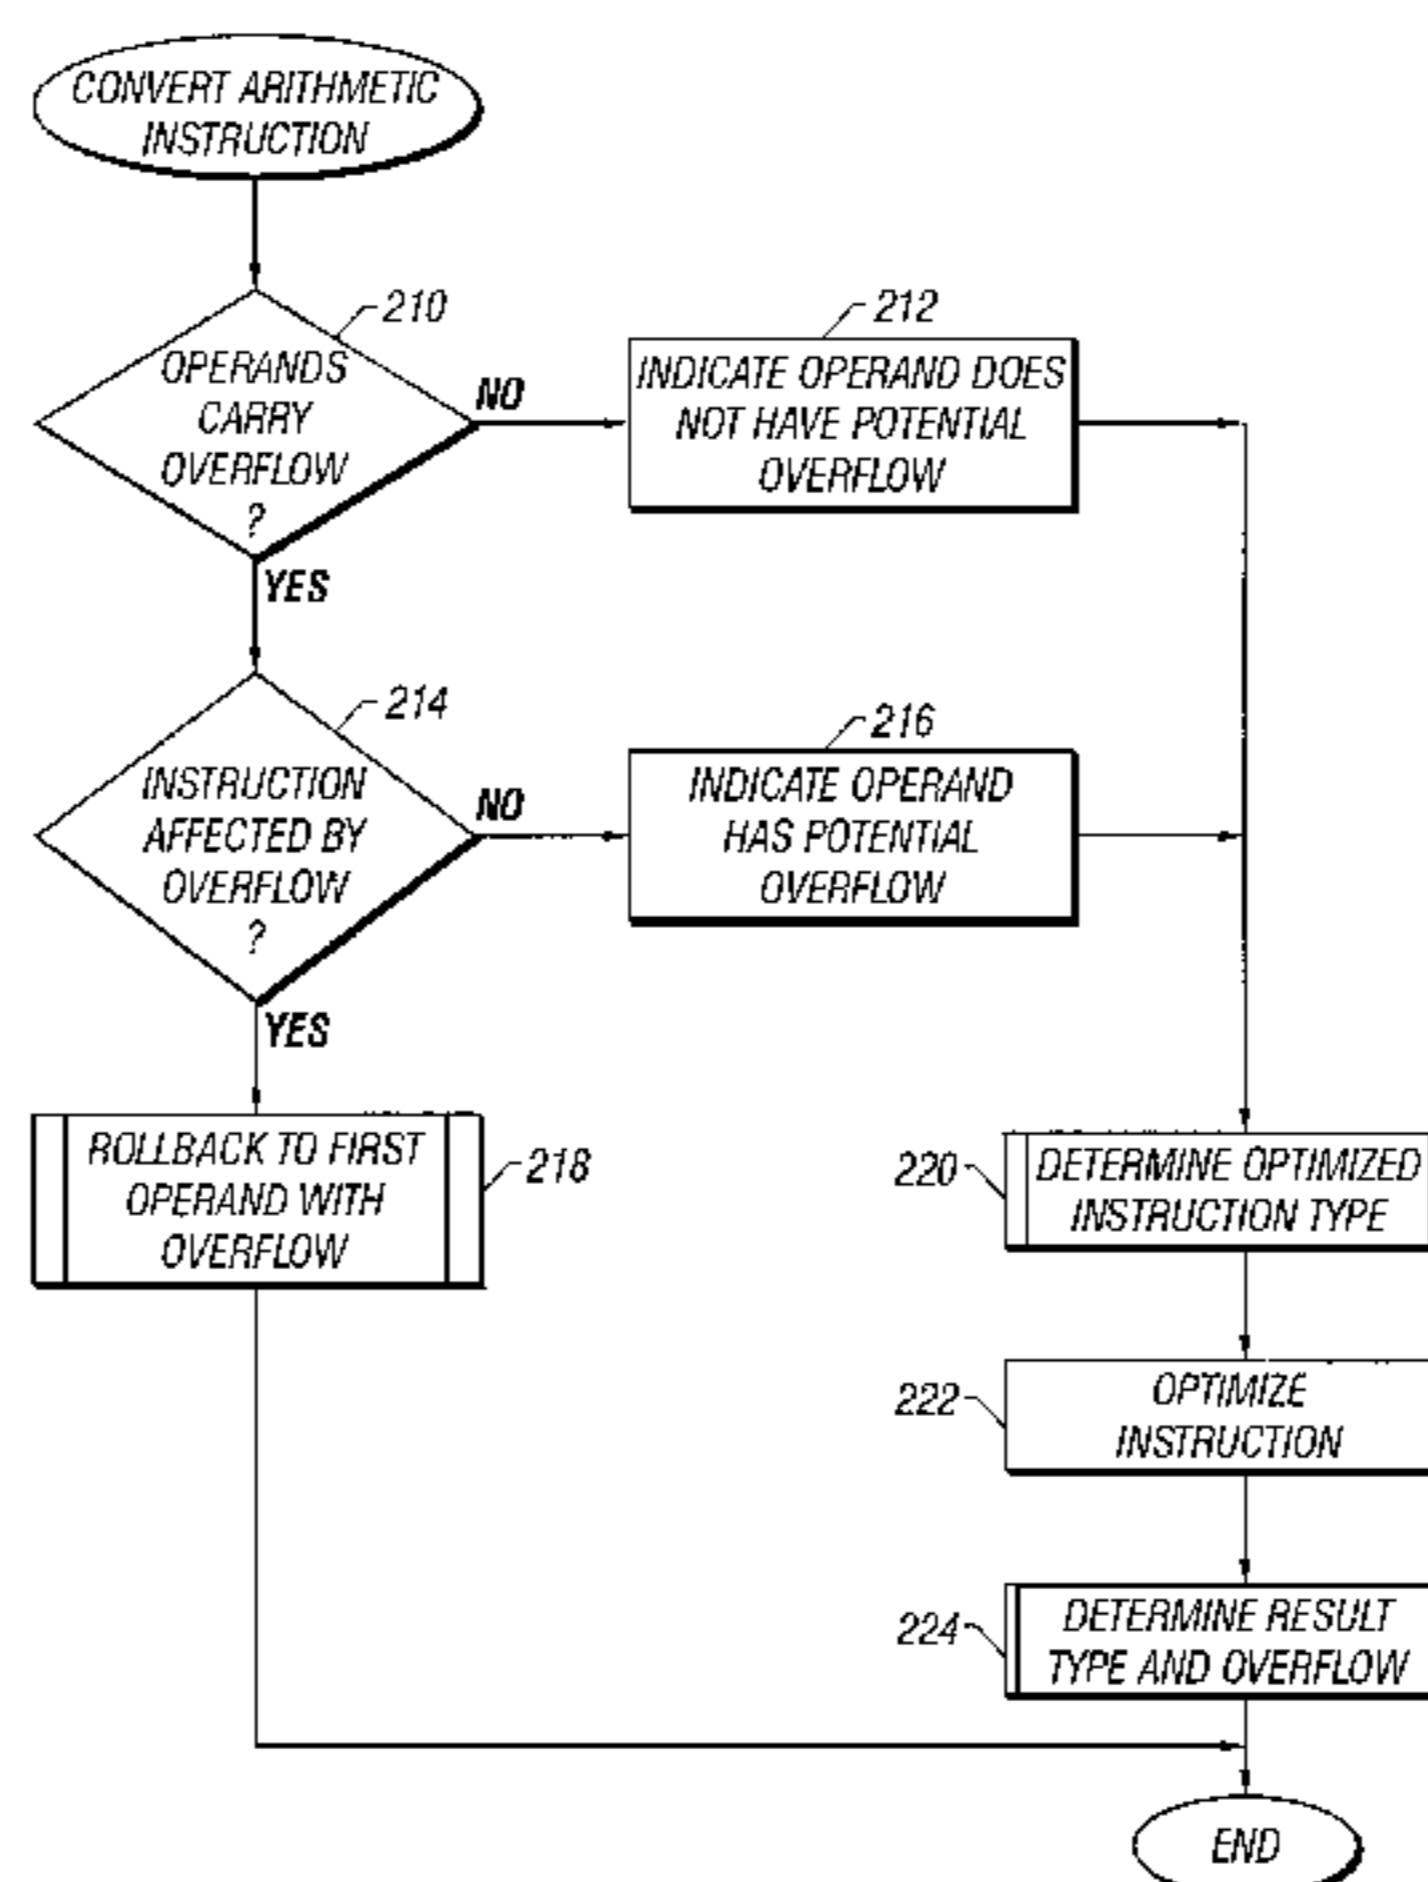 CONVERT ARITHMETIC
INSTRUCTION
210
OPERANDS
CARRY
OVERFLOW
?
NO
YES
212
INDICATE OPERAND DOES
NOT HAVE POTENTIAL
OVERFLOW
214
INSTRUCTION
AFFECTED BY
OVERFLOW
?
NO
YES
216
INDICATE OPERAND
HAS POTENTIAL
OVERFLOW
ROLLBACK TO FIRST
OPERAND WITH
OVERFLOW
218
220
DETERMINE OPTIMIZED
INSTRUCTION TYPE
222
OPTIMIZE
INSTRUCTION
224
DETERMINE RESULT
TYPE AND OVERFLOW
END